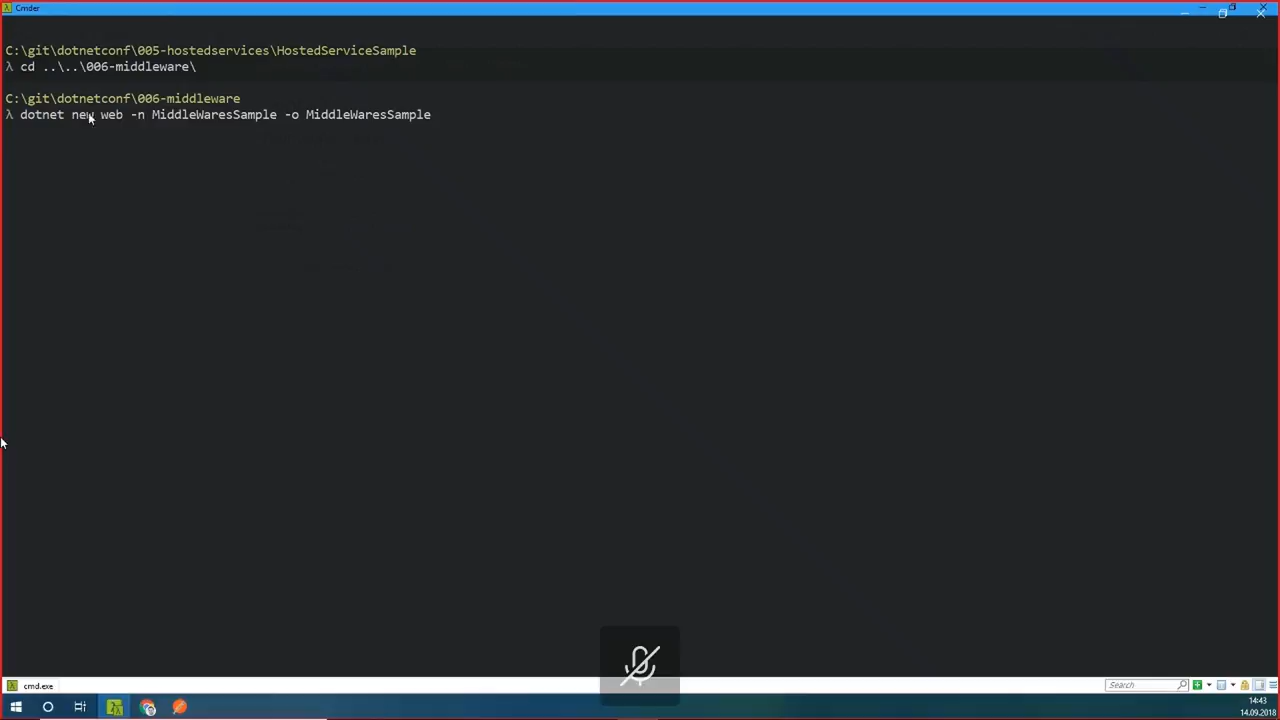 Cmder
C:\git\dotnetconf\005-hostedservices\HostedServiceSample
λ cd ..\..\006-middleware\
C:\git\dotnetconf\006-middleware
λ dotnet new web -n MiddleWaresSample -o MiddleWaresSample
cmd.exe
Search
14:43
14.09.2018